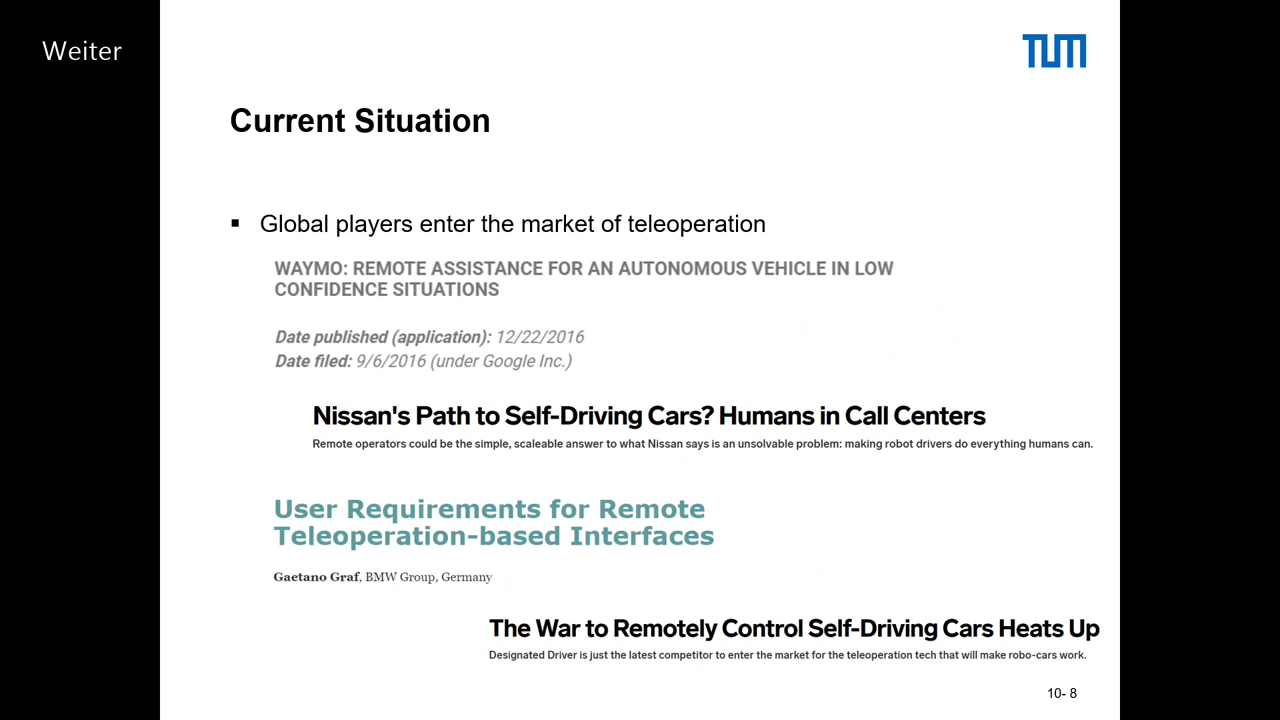 Weiter
TUM
Current Situation
▪ Global players enter the market of teleoperation
WAYMO: REMOTE ASSISTANCE FOR AN AUTONOMOUS VEHICLE IN LOW
CONFIDENCE SITUATIONS
Date published (application): 12/22/2016
Date filed: 9/6/2016 (under Google Inc.)
Nissan's Path to Self-Driving Cars? Humans in Call Centers
Remote operators could be the simple, scaleable answer to what Nissan says is an unsolvable problem: making robot drivers do everything humans can.
User Requirements for Remote
Teleoperation-based Interfaces
Gaetano Graf, BMW Group, Germany
The War to Remotely Control Self-Driving Cars Heats Up
Designated Driver is just the latest competitor to enter the market for the teleoperation tech that will make robo-cars work.
10- 8